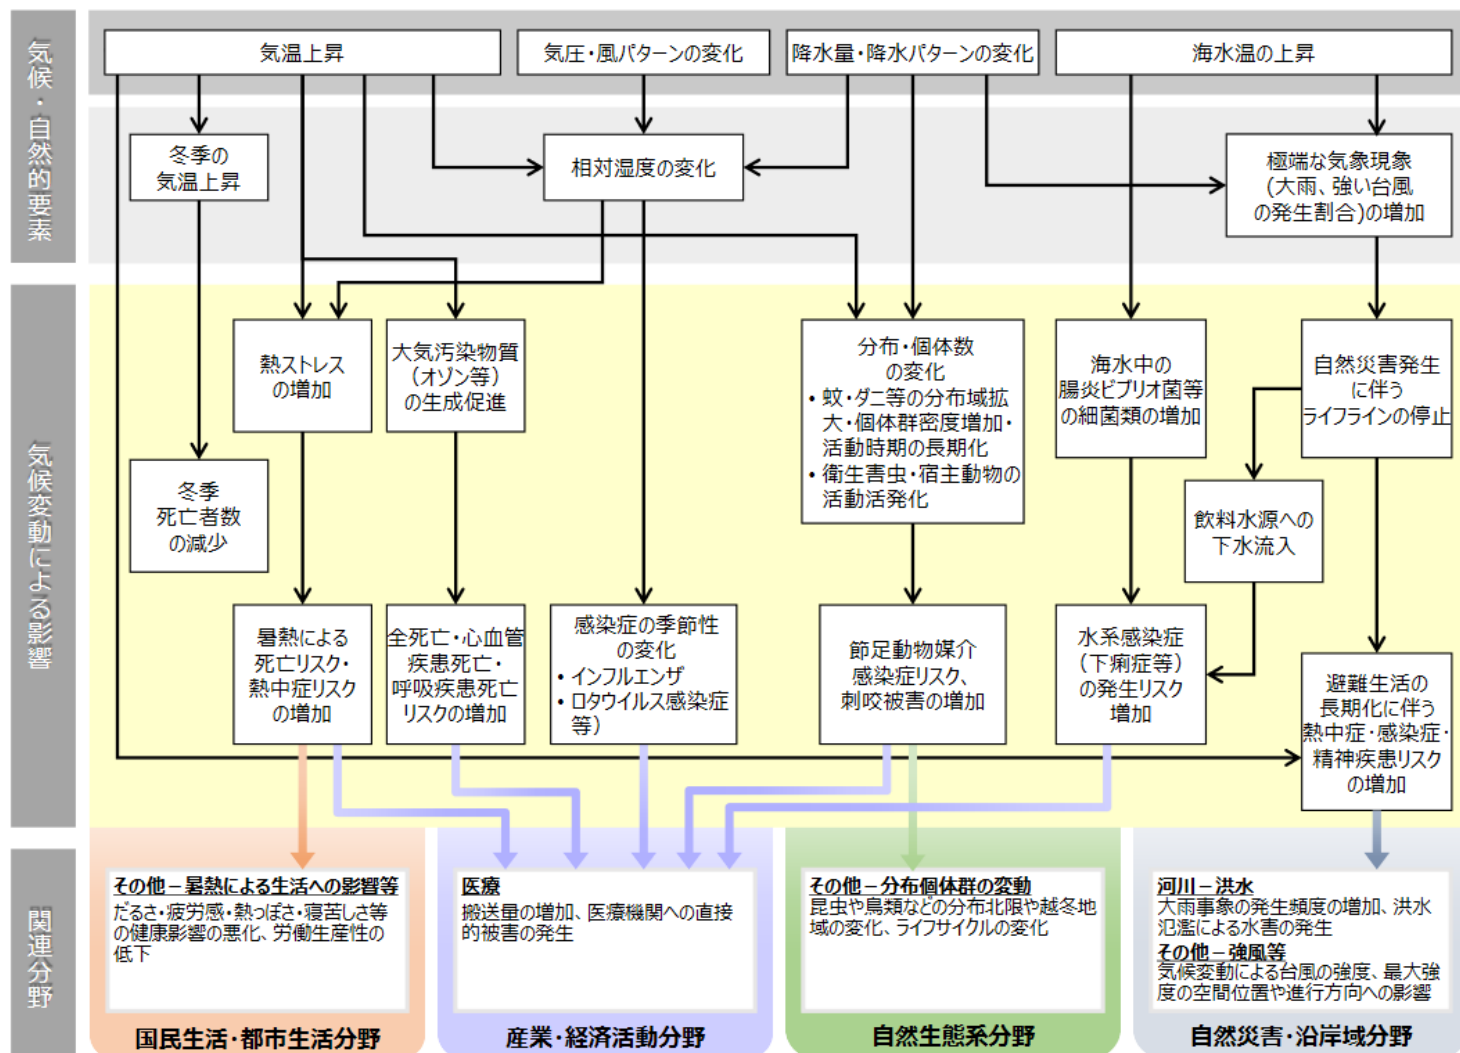 気候・自然的要素
気温上昇
気圧・風パターンの変化
降水量・降水パターンの変化
海水温の上昇
冬季の
気温上昇
相対湿度の変化
極端な気象現象
(大雨、強い台風
の発生割合)の増加
気候変動による影響
熱ストレス
の増加
大気汚染物質
（オゾン等）
の生成促進
分布・個体数
の変化
• 蚊・ダニ等の分布域拡
大・個体群密度増加・
活動時期の長期化
• 衛生害虫・宿主動物の
活動活発化
海水中の
腸炎ビブリオ菌等
の細菌類の増加
自然災害発生
に伴う
ライフラインの停止
冬季
死亡者数
の減少
飲料水源への
下水流入
暑熱による
死亡リスク・
熱中症リスク
の増加
全死亡・心血管
疾患死亡・
呼吸疾患死亡
リスクの増加
感染症の季節性
の変化
• インフルエンザ
• ロタウイルス感染症
等）
節足動物媒介
感染症リスク、
刺咬被害の増加
水系感染症
（下痢症等）
の発生リスク
増加
避難生活の
長期化に伴う
熱中症・感染症・
精神疾患リスク
の増加
関連分野
その他－暑熱による生活への影響等
だるさ・疲労感・熱っぽさ・寝苦しさ等
の健康影響の悪化、労働生産性の
低下
国民生活・都市生活分野
医療
搬送量の増加、医療機関への直接
的被害の発生
産業・経済活動分野
その他－分布個体群の変動
昆虫や鳥類などの分布北限や越冬地
域の変化、ライフサイクルの変化
自然生態系分野
河川－洪水
大雨事象の発生頻度の増加、洪水
氾濫による水害の発生
その他－強風等
気候変動による台風の強度、最大強
度の空間位置や進行方向への影響
自然災害・沿岸域分野